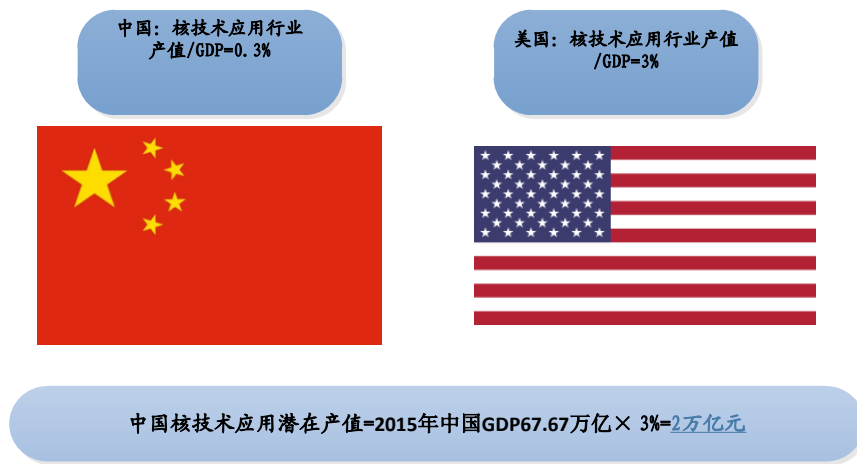 中国：核技术应用行业
产值/GDP=0.3%
美国：核技术应用行业产值
/GDP=3%
中国核技术应用潜在产值=2015年中国GDP67.67万亿×3%=2万亿元